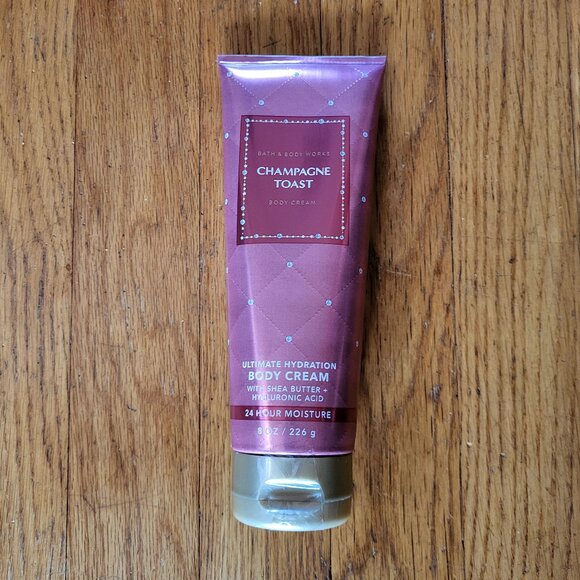 BATH & BODY WORKS
CHAMPAGNE
TOAST
BODY CREAM
ULTIMATE HYDRATION
BODY CREAM
WITH SHEA BUTTER +
HYALURONIC ACID
24 HOUR MOISTURE
8 OZ / 226 g